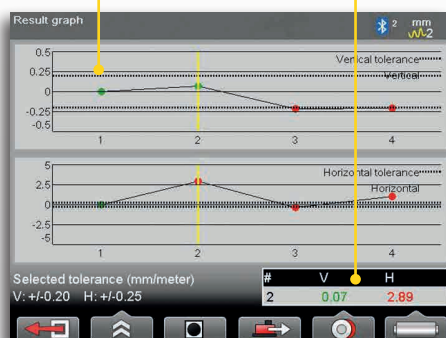 Result graph
2
mm
2
0.5
0.25
0
-0.25
-0.5
Vertical tolerance
Vertical
1 2 3 4
5
2.5
0
-2.5
-5
Horizontal tolerance
Horizontal
1 2 3 4
Selected tolerance (mm/meter)
V: +/-0.20 H: +/-0.25
# V H
2 0.07 2.89